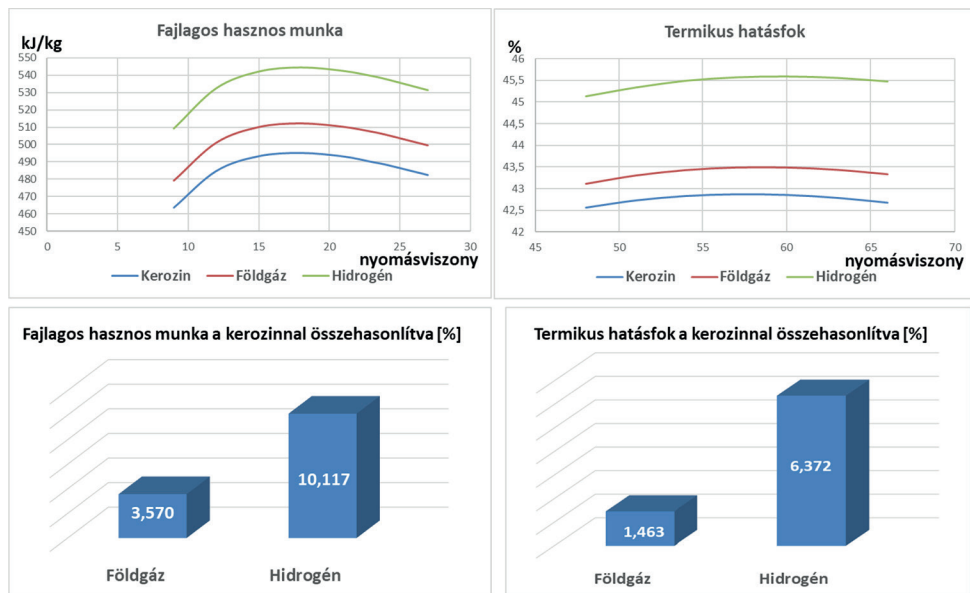 Fajlagos hasznos munka
kJ/kg
550
540
530
520
510
500
490
480
470
460
450
0 5 10 15 20 25 30
nyomásviszony
Kerozin Földgáz Hidrogén
Termikus hatásfok
%
46
45,5
45
44,5
44
43,5
43
42,5
42
45 50 55 60 65 70
nyomásviszony
Kerozin Földgáz Hidrogén
Fajlagos hasznos munka a kerozinnal összehasonlítva [%]
10,117
3,570
Földgáz Hidrogén
Termikus hatásfok a kerozinnal összehasonlítva [%]
6,372
1,463
Földgáz Hidrogén